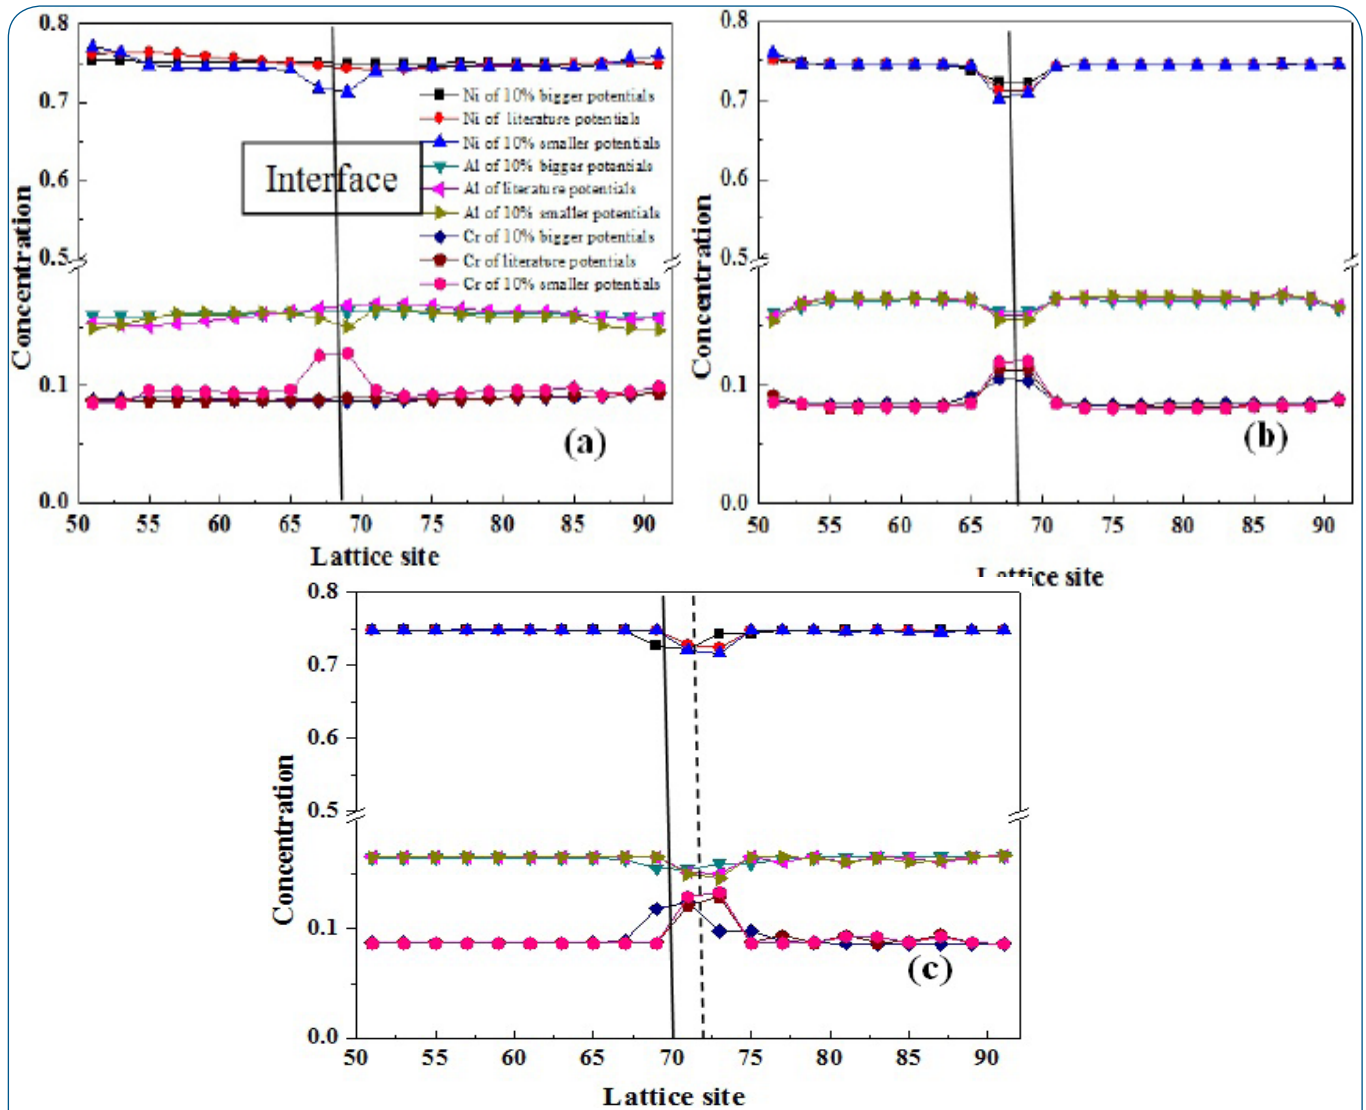 0.8
0.7
0.6
0.5
0.1
0.0
Concentration
Interface
Ni of 10% bigger potentials
Ni of literature potentials
Ni of 10% smaller potentials
Al of 10% bigger potentials
Al of literature potentials
Al of 10% smaller potentials
Cr of 10% bigger potentials
Cr of literature potentials
Cr of 10% smaller potentials
(a)
50 55 60 65 70 75 80 85 90
Lattice site
0.8
0.7
0.6
0.5
0.1
0.0
Concentration
(b)
50 55 60 65 70 75 80 85 90
Lattice site
0.8
0.7
0.6
0.5
0.1
0.0
Concentration
(c)
50 55 60 65 70 75 80 85 90
Lattice site